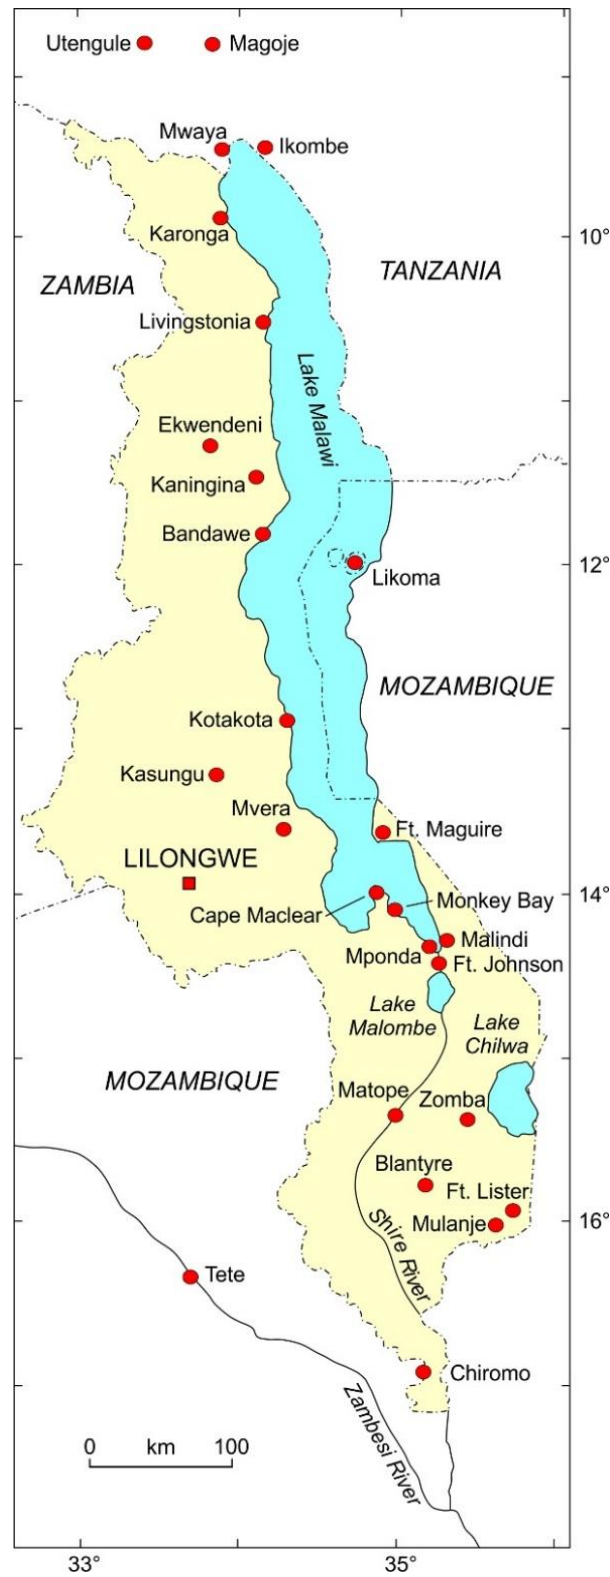 Utengule
Magoje
Mwaya
Ikombe
Karonga
10°
ZAMBIA
TANZANIA
Livingstonia
Lake Malawi
Ekwendeni
Kaningina
Bandawe
12°
Likoma
MOZAMBIQUE
Kotakota
Kasungu
Mvera
Ft. Maguire
LILONGWE
14°
Cape Maclear
Monkey Bay
Malindi
Mponda
Ft. Johnson
Lake
Malombe
Lake
Chilwa
MOZAMBIQUE
Matope
Zomba
Blantyre
Ft. Lister
Mulanje
16°
Shire River
Tete
Chiromo
Zambesi River
0 km 100
33°
35°